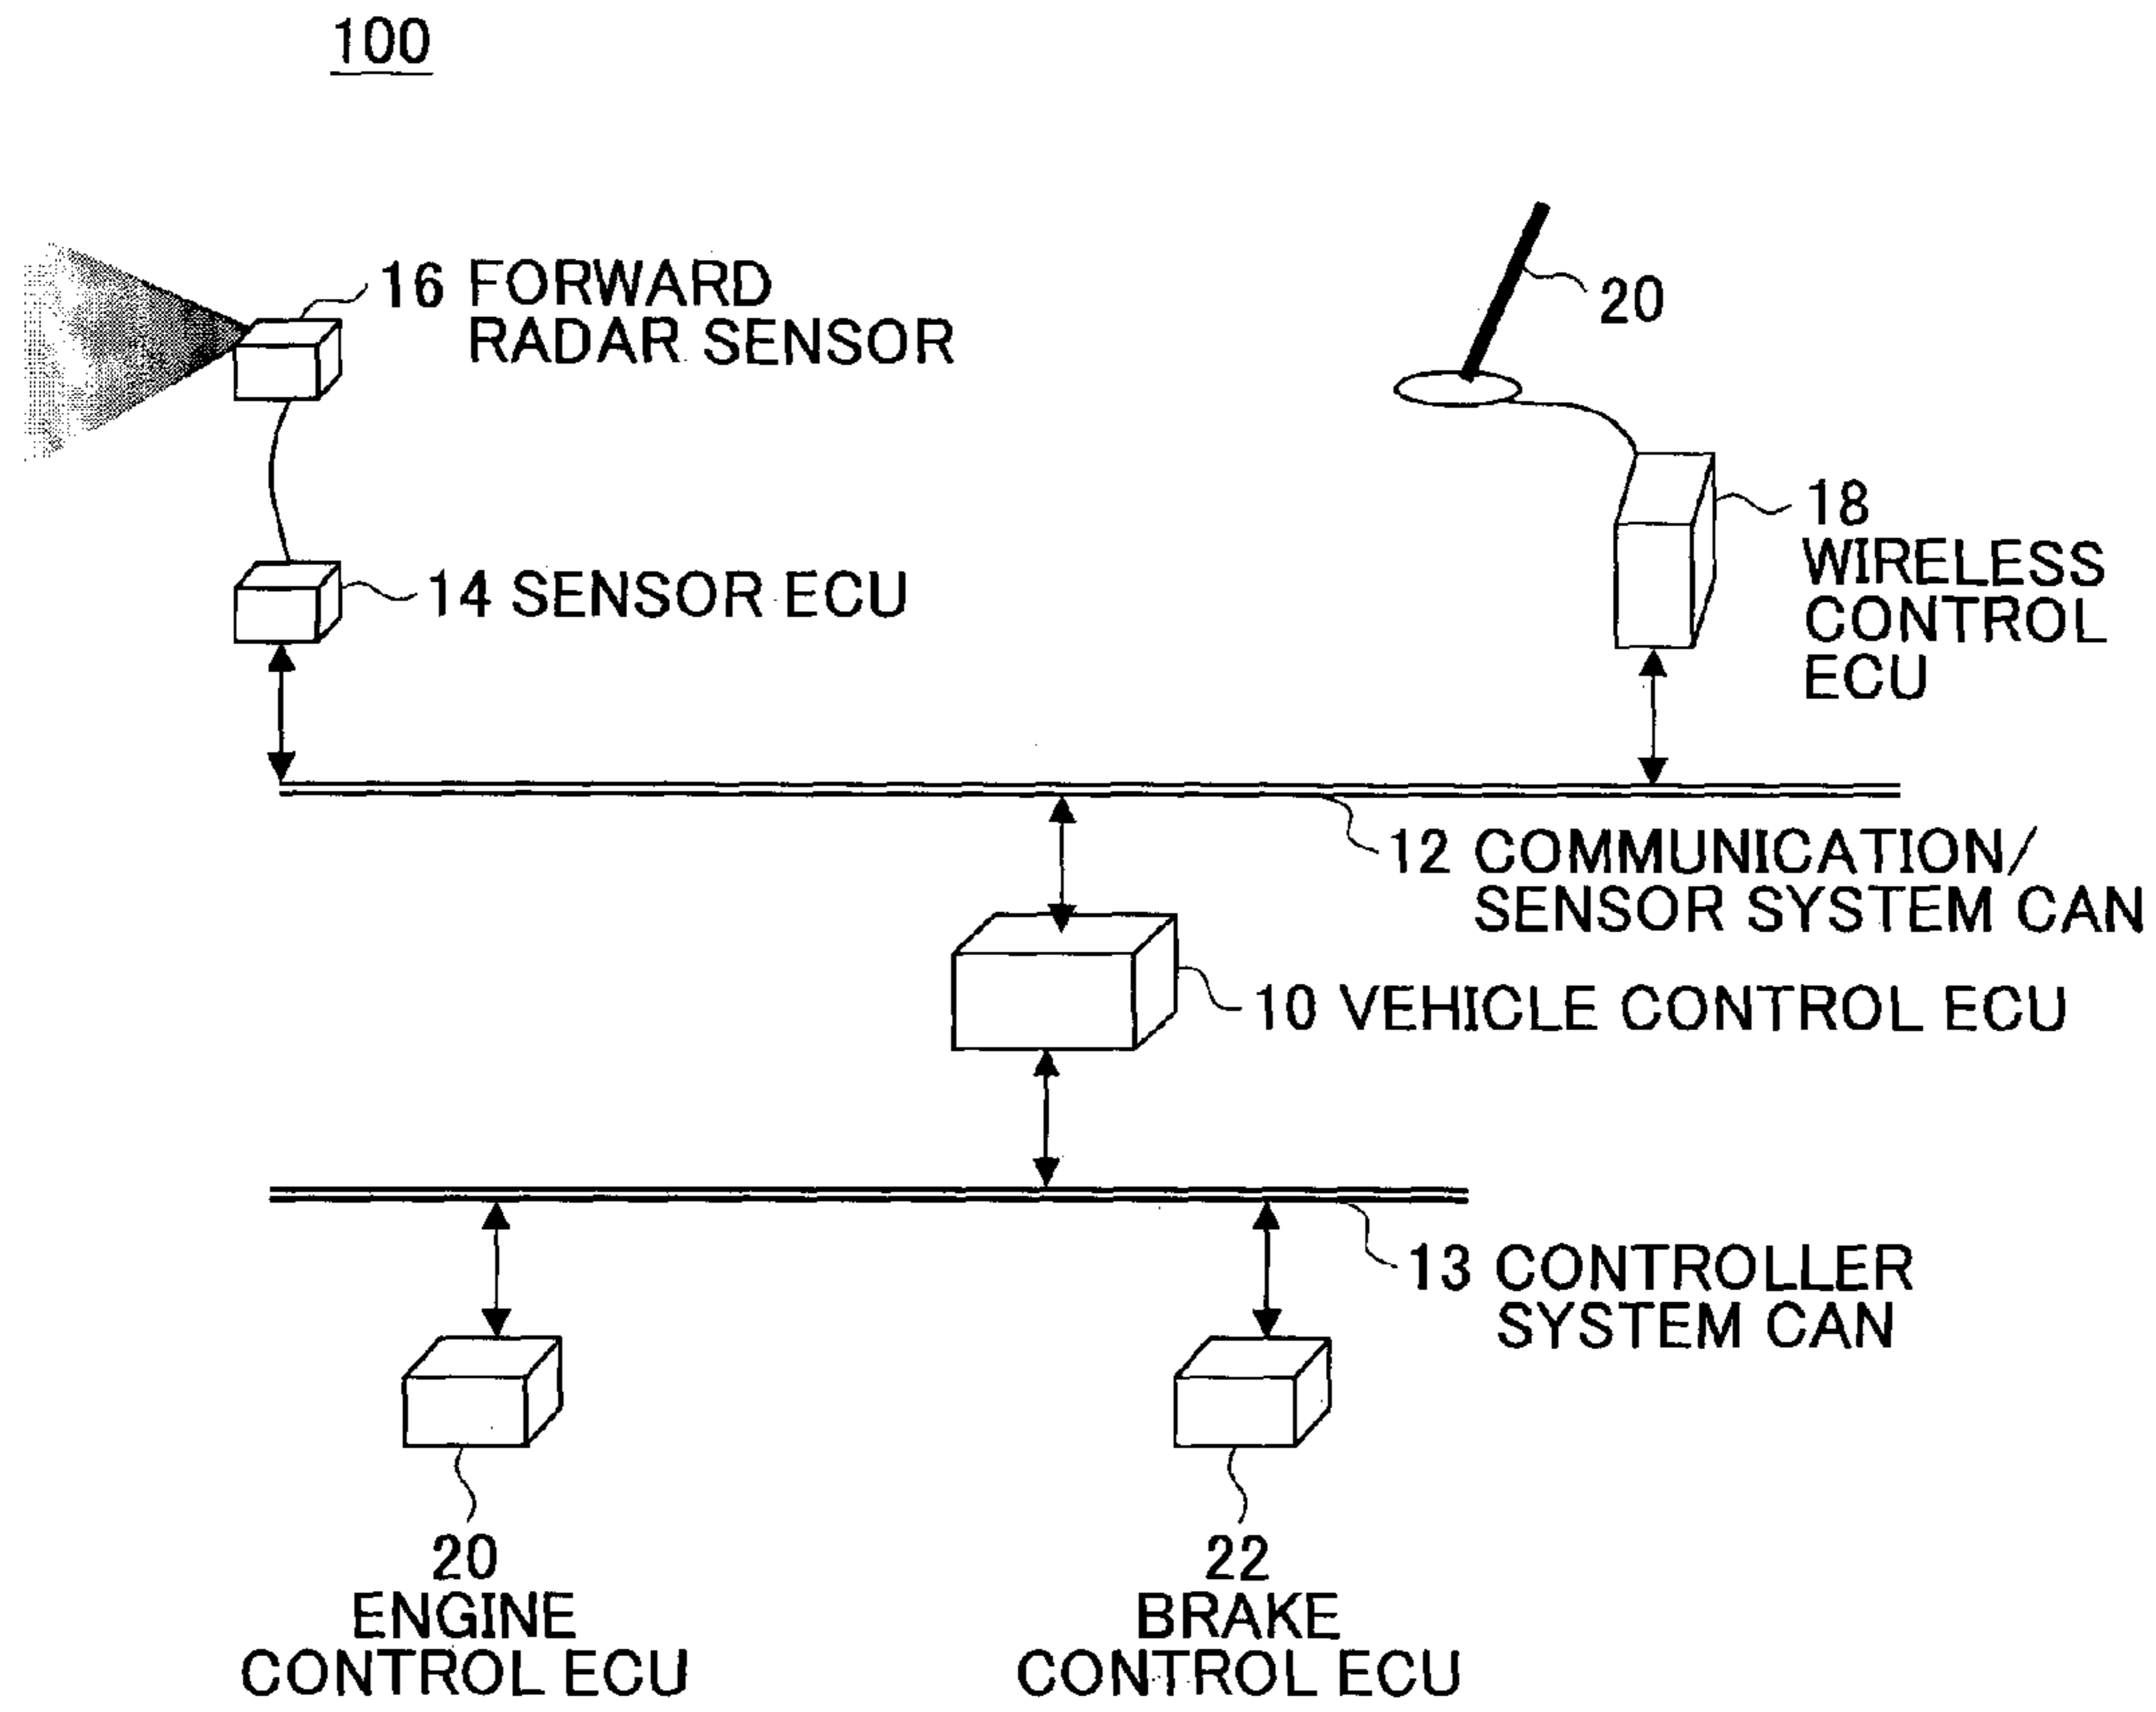 100
16 FORWARD
RADAR SENSOR
20
14 SENSOR ECU
18
WIRELESS
CONTROL
ECU
12 COMMUNICATION/
SENSOR SYSTEM CAN
10 VEHICLE CONTROL ECU
13 CONTROLLER
SYSTEM CAN
20
ENGINE
CONTROL ECU
22
BRAKE
CONTROL ECU